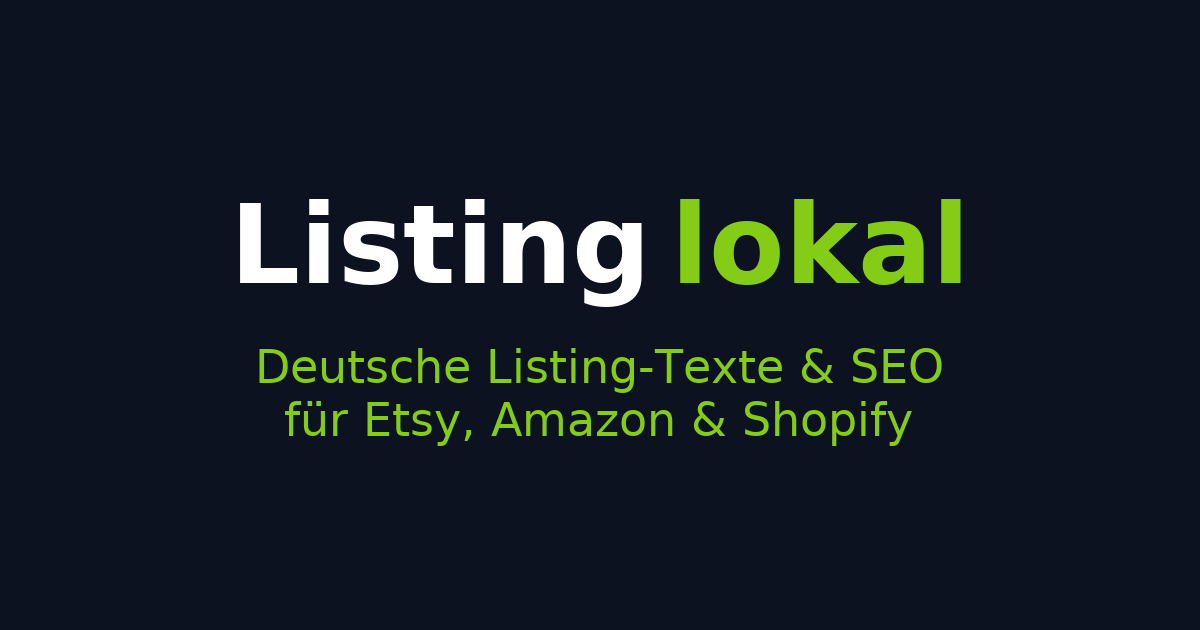 Listing lokal
Deutsche Listing-Texte & SEO
für Etsy, Amazon & Shopify